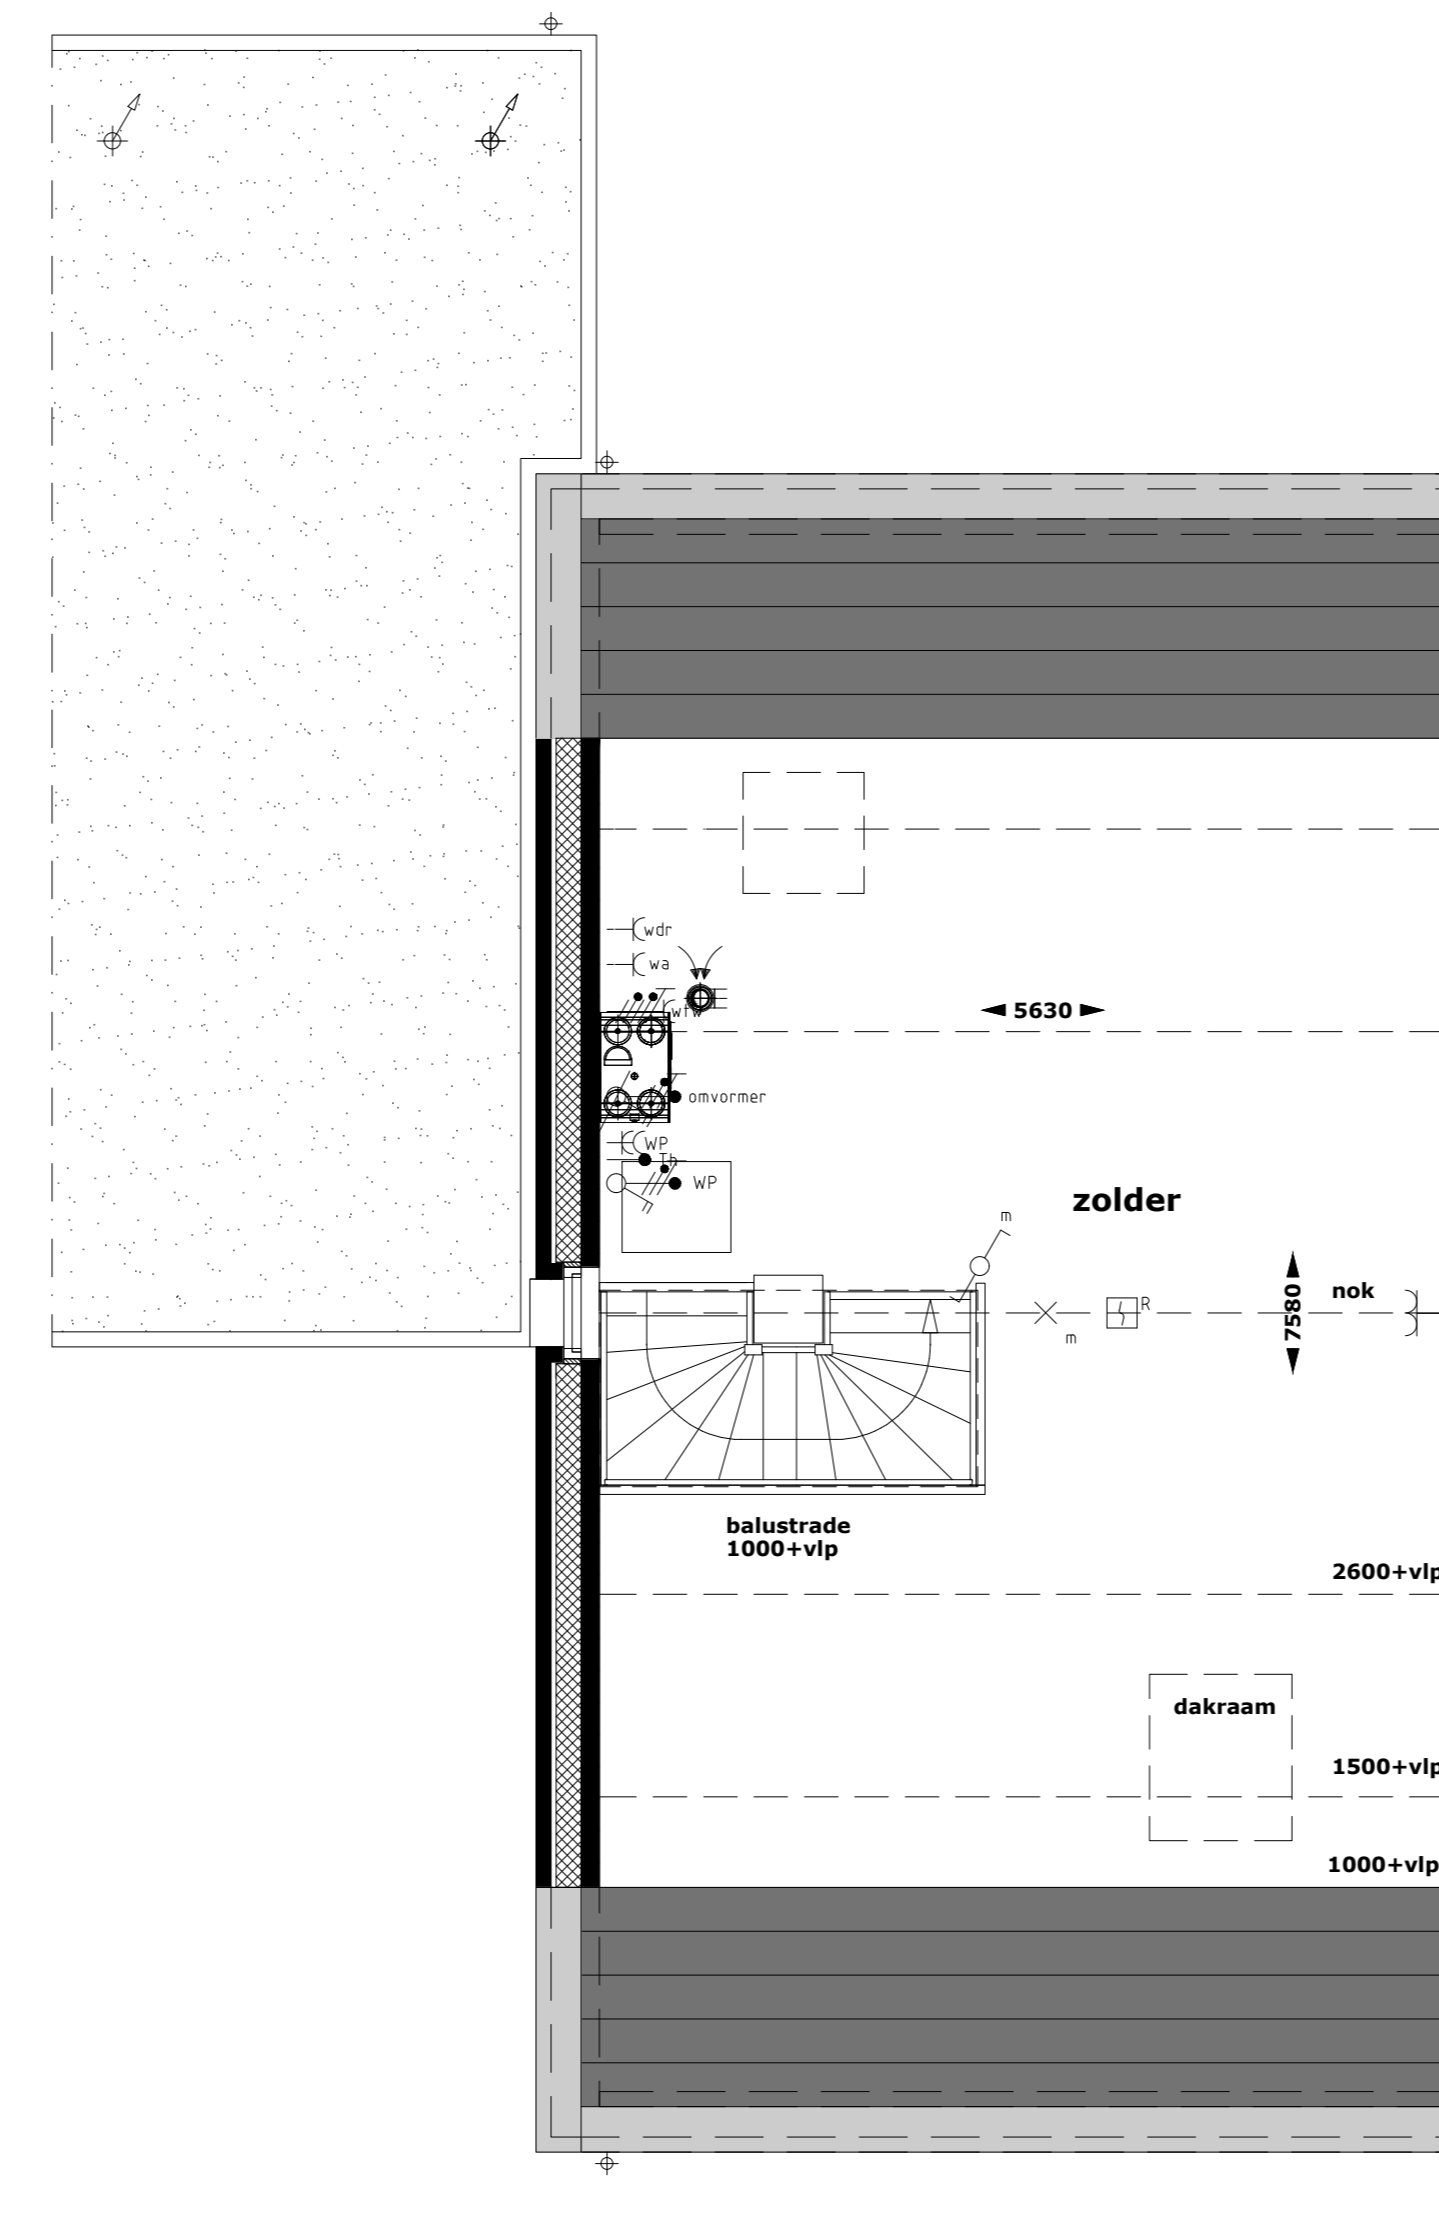 wdr
wa
wtw
5630
omvormer
WP
Th
WP
zolder
m
R
nok
7580
m
balustrade
1000+vlp
2600+vlp
dakraam
1500+vlp
1000+vlp